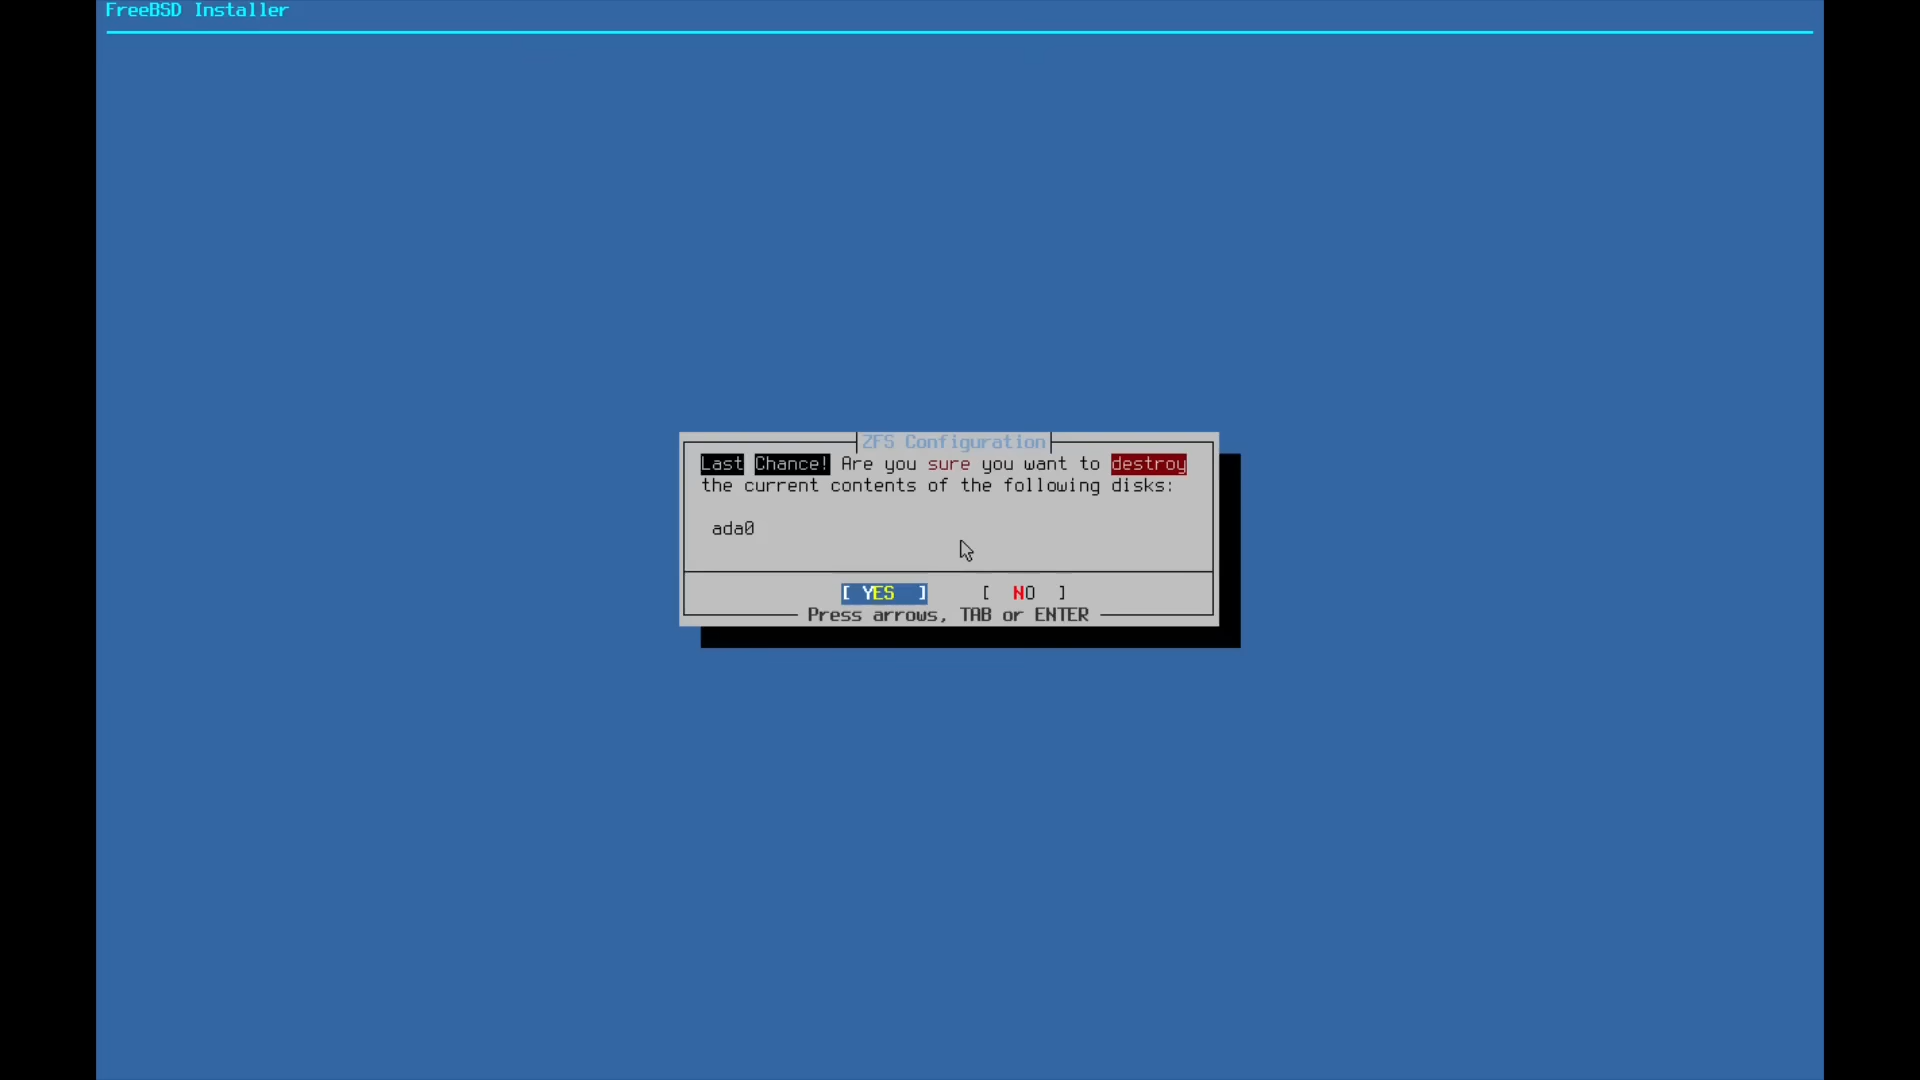 FreeBSD Installer
ZFS Configuration
Last Chance! Are you sure you want to destroy
the current contents of the following disks:
ada0
[ YES ] [ NO ]
Press arrows, TAB or ENTER